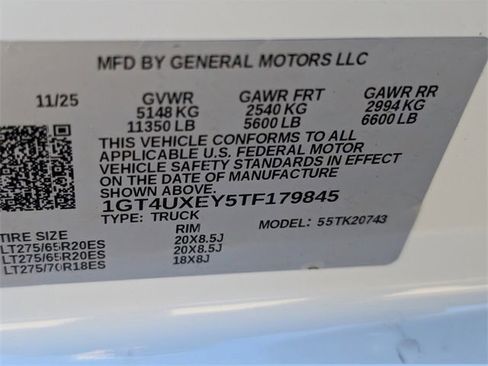 MFD BY GENERAL MOTORS LLC
11/25 GVWR GAWR FRT GAWR RR
5148 KG 2540 KG 2994 KG
11350 LB 5600 LB 6600 LB
THIS VEHICLE CONFORMS TO ALL
APPLICABLE U.S. FEDERAL MOTOR
VEHICLE SAFETY STANDARDS IN EFFECT
ON THE DATE OF MANUFACTURE
SHOWN ABOVE.
1GT4UXEY5TF179845
TYPE: TRUCK MODEL: 55TK20743
TIRE SIZE RIM
LT275/65R20ES 20X8.5J
LT275/65R20ES 20X8.5J
LT275/70R18ES 18X8J